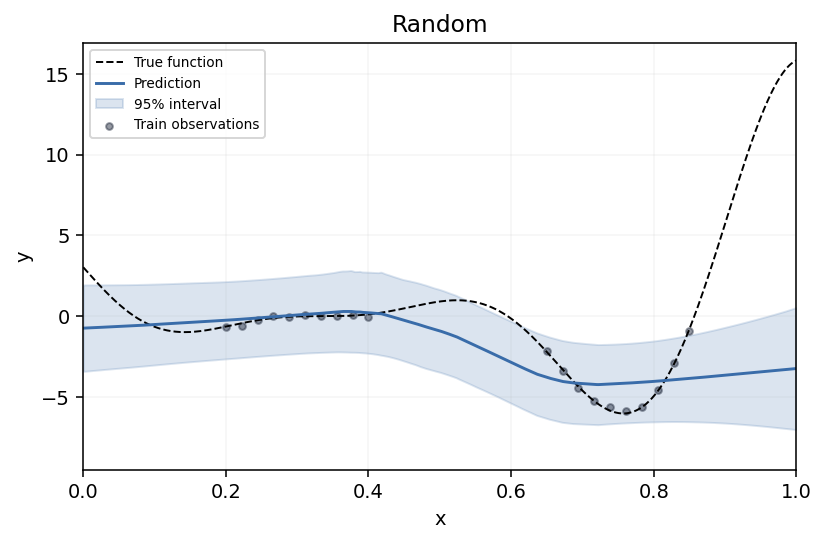 Random
True function
Prediction
95% interval
Train observations
15
10
5
0
−5
y
0.0 0.2 0.4 0.6 0.8 1.0
x